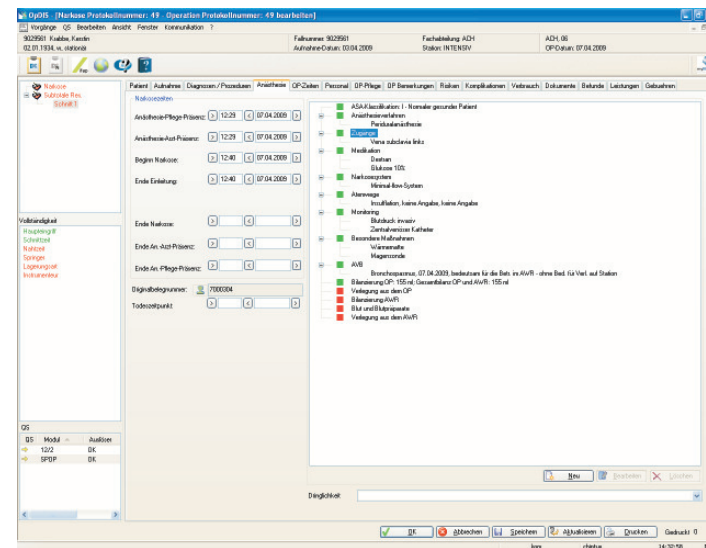 OpDIS - [Narkose Protokollnummer: 49 - Operation Protokollnummer: 49 bearbeiten]
Vorgänge QS Bearbeiten Ansicht Fenster Kommunikation ?
9029561 Krabbe, Kerstin Fallnummer: 9029561 Fachabteilung: ACH ACH, 06
02.01.1934, w, stationär Aufnahme-Datum: 03.04.2009 Station: INTENSIV OP-Datum: 07.04.2009
Narkose
Subtotale Res
Schnitt 1
Patient Aufnahme Diagnosen / Prozeduren Anästhesie OP-Zeiten Personal OP-Pflege OP Bemerkungen Risiken Komplikationen Verbrauch Dokumente Befunde Leistungen Gebuehren
Narkosezeiten
Anästhesie-Pflege-Präsenz: > 12:29 < 07.04.2009 >
Anästhesie-Arzt-Präsenz: > 12:29 < 07.04.2009 >
Beginn Narkose: > 12:40 < 07.04.2009 >
Ende Einleitung: > 12:40 < 07.04.2009 >
Ende Narkose: > < >
Ende An.-Arzt-Präsenz: > < >
Ende An.-Pflege-Präsenz: > < >
Originalbelegnummer: 7000304
Todeszeitpunkt: > < >
ASA-Klassifikation: I - Normaler gesunder Patient
Anästhesieverfahren
Periduralanästhesie
Zugänge
Vena subclavia links
Medikation
Dextran
Glukose 10%
Narkosesystem
Minimal-flow-System
Atemwege
Insufflation, keine Angabe, keine Angabe
Monitoring
Blutdruck invasiv
Zentralvenöser Katheter
Besondere Maßnahmen
Wärmematte
Magensonde
AVB
Bronchospasmus, 07.04.2009, bedeutsam für die Betr. im AWR - ohne Bed. für Verl. auf Station
Bilanzierung OP: 155 ml; Gesamtbilanz OP und AWR: 155 ml
Verlegung aus dem OP
Bilanzierung AWR
Blut und Blutpräparate
Verlegung aus dem AWR
Vollständigkeit
Haupteingriff
Schnittzeit
Nahtzeit
Springer
Lagerungsart
Instrumenteur
QS
QS Modul Auslöser
12/2 OK
SPOP OK
Neu Bearbeiten Löschen
Dringlichkeit
OK Abbrechen Speichern Aktualisieren Drucken Gedruckt 0
14:32:58